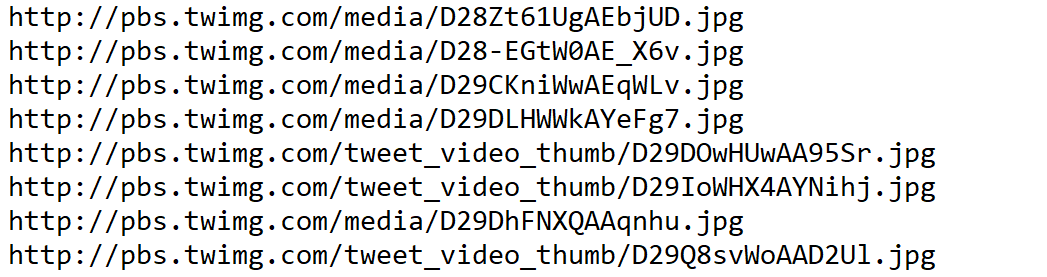 http://pbs.twimg.com/media/D28Zt61UgAEbjUD.jpg
http://pbs.twimg.com/media/D28-EGtW0AE_X6v.jpg
http://pbs.twimg.com/media/D29CKniWwAEqWLv.jpg
http://pbs.twimg.com/media/D29DLHWWkAYeFg7.jpg
http://pbs.twimg.com/tweet_video_thumb/D29DOwHUwAA95Sr.jpg
http://pbs.twimg.com/tweet_video_thumb/D29IoWHX4AYNihj.jpg
http://pbs.twimg.com/media/D29DhFNXQAAqnhu.jpg
http://pbs.twimg.com/tweet_video_thumb/D29Q8svWoAAD2Ul.jpg